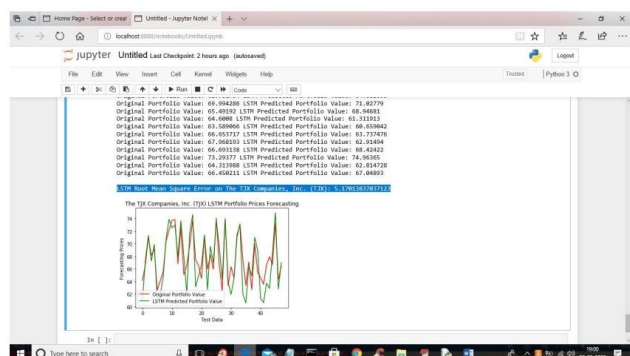 Home Page - Select or creat
Untitled - Jupyter Notel
localhost:8888/notebooks/Untitled.ipynb
jupyter Untitled Last Checkpoint: 2 hours ago (autosaved)
Logout
File Edit View Insert Cell Kernel Widgets Help
Trusted
Python 3
Run
Code
Original Portfolio Value: 69.994286 LSTM Predicted Portfolio Value: 71.02779
Original Portfolio Value: 65.49192 LSTM Predicted Portfolio Value: 68.94681
Original Portfolio Value: 64.6008 LSTM Predicted Portfolio Value: 61.311913
Original Portfolio Value: 63.589066 LSTM Predicted Portfolio Value: 60.659042
Original Portfolio Value: 66.653717 LSTM Predicted Portfolio Value: 63.737476
Original Portfolio Value: 67.968193 LSTM Predicted Portfolio Value: 62.91494
Original Portfolio Value: 66.693138 LSTM Predicted Portfolio Value: 68.42422
Original Portfolio Value: 73.29377 LSTM Predicted Portfolio Value: 74.96365
Original Portfolio Value: 64.313988 LSTM Predicted Portfolio Value: 62.814728
Original Portfolio Value: 66.450211 LSTM Predicted Portfolio Value: 67.04893
LSTM Root Mean Square Error on The TJX Companies, Inc. (TJX): 5.17013837037123
The TJX Companies, Inc. (TJX) LSTM Portfolio Prices Forecasting
Forecasting Prices
74
72
70
68
66
64
62
60
Original Portfolio Value
LSTM Predicted Portfolio Value
0 10 20 30 40
Test Data
In [ ]:
Type here to search
19:00